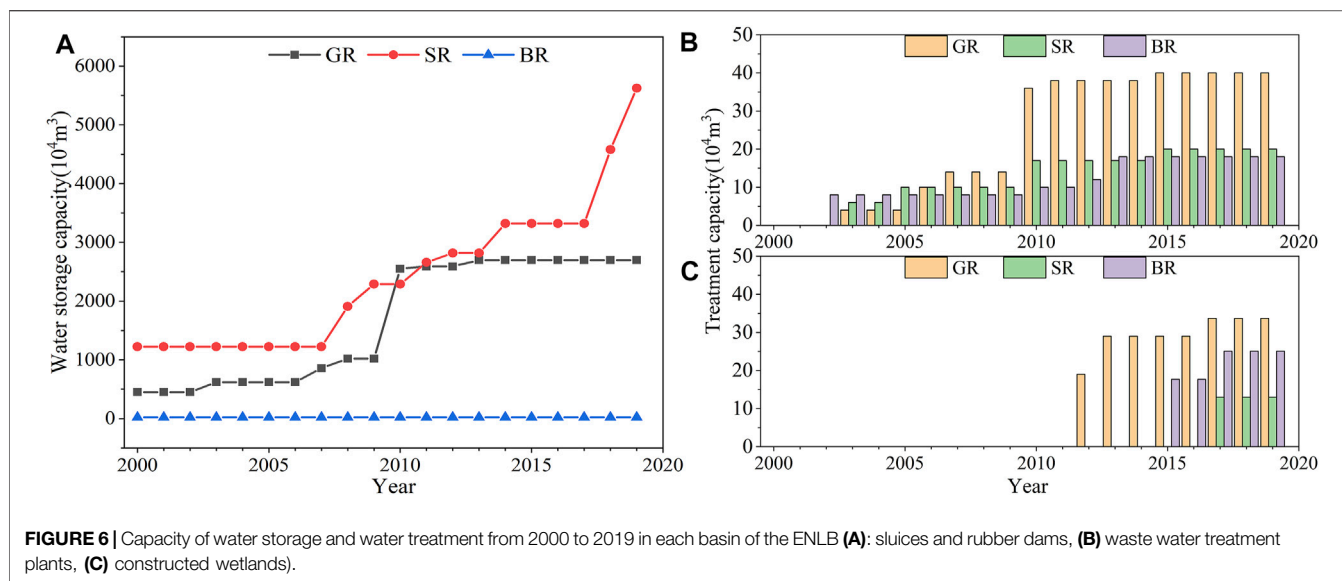 A
GR SR BR
6000
5000
4000
3000
2000
1000
0
Water storage capacity(10⁴m³)
2000 2005 2010 2015 2020
Year
B
GR SR BR
50
40
30
20
10
0
2000 2005 2010 2015 2020
Treatment capacity(10⁴m³)
C
GR SR BR
50
40
30
20
10
0
2000 2005 2010 2015 2020
Year
FIGURE 6 | Capacity of water storage and water treatment from 2000 to 2019 in each basin of the ENLB (A): sluices and rubber dams, (B) waste water treatment
plants, (C) constructed wetlands).